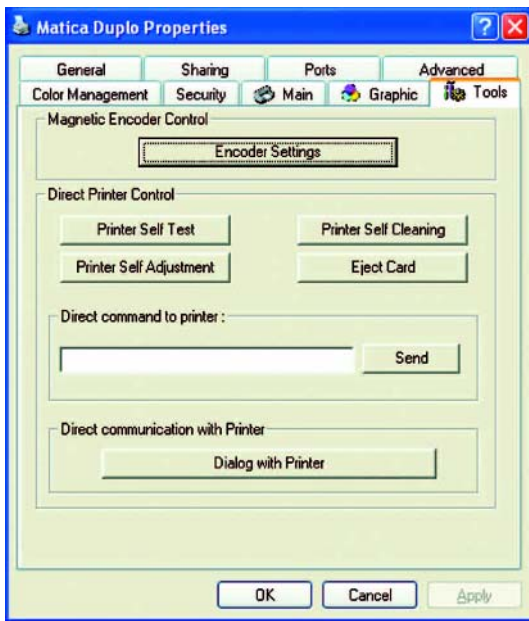 Matica Duplo Properties
General Sharing Ports Advanced
Color Management Security Main Graphic Tools
Magnetic Encoder Control
Encoder Settings
Direct Printer Control
Printer Self Test Printer Self Cleaning
Printer Self Adjustment Eject Card
Direct command to printer :
Send
Direct communication with Printer
Dialog with Printer
OK Cancel Apply